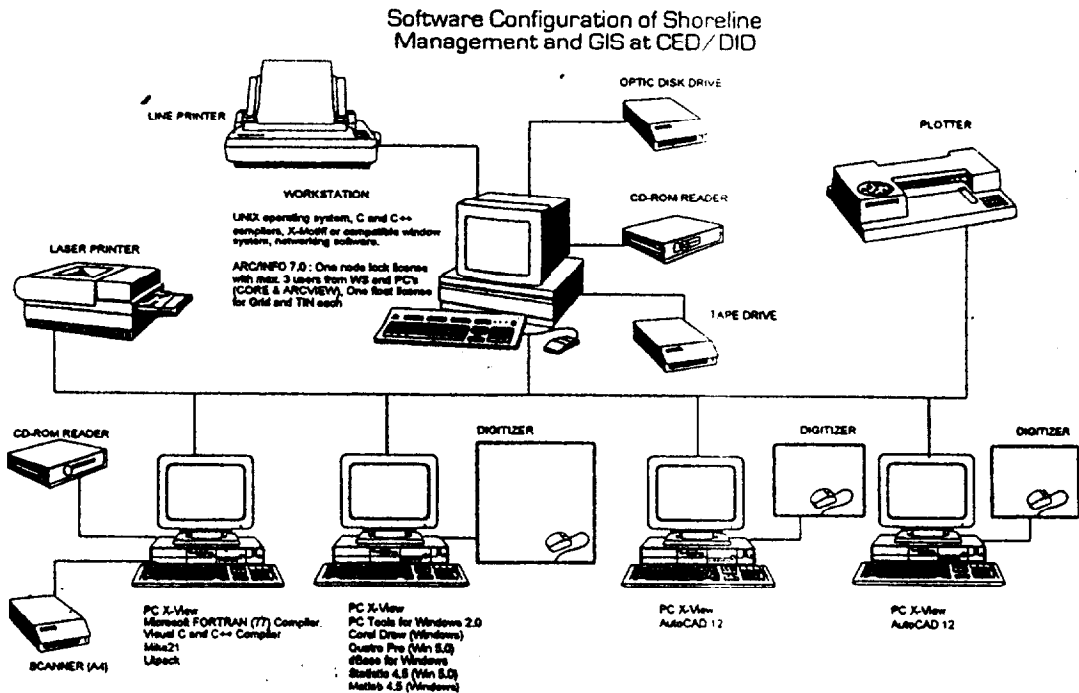 Software Configuration of Shoreline
Management and GIS at CED/DID
OPTIC DISK DRIVE
LINE PRINTER
PLOTTER
WORKSTATION
CD-ROM READER
UNIX operating system, C and C++
compilers, X-Motif or compatible window
system, networking software.
LASER PRINTER
ARC/INFO 7.0 : One node lock license
with max. 3 users from WS and PC's
(CORE & ARCVIEW), One float license
for Grid and TIN each
TAPE DRIVE
CD-ROM READER
DIGITIZER
DIGITIZER
DIGITIZER
PC X-View
Microsoft FORTRAN (77) Compiler.
Visual C and C++ Compiler
Mike21
Litpack
SCANNER (A4)
PC X-View
PC Tools for Windows 2.0
Corel Draw (Windows)
Quatro Pro (Win 5.0)
dBase for Windows
Statistic 4.5 (Win 5.0)
Matlab 4.5 (Windows)
PC X-View
AutoCAD 12
PC X-View
AutoCAD 12